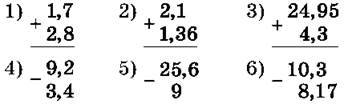 1) + 1,7 2) + 2,1 3) + 24,95
2,8 1,36 4,3
4) - 9,2 5) - 25,6 6) - 10,3
3,4 9 8,17